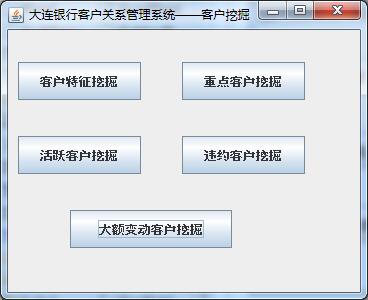 大连银行客户关系管理系统——客户挖掘
客户特征挖掘 重点客户挖掘
活跃客户挖掘 违约客户挖掘
大额变动客户挖掘